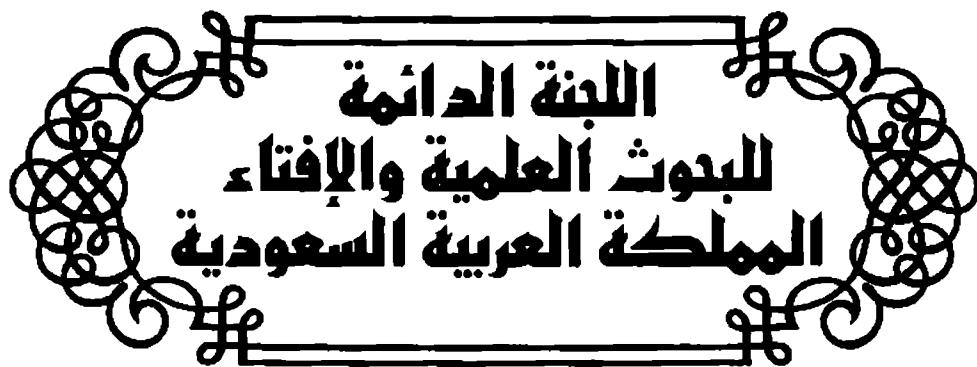 اللجنة الدائمة
للبحوث العلمية والإفتاء
المملكة العربية السعودية